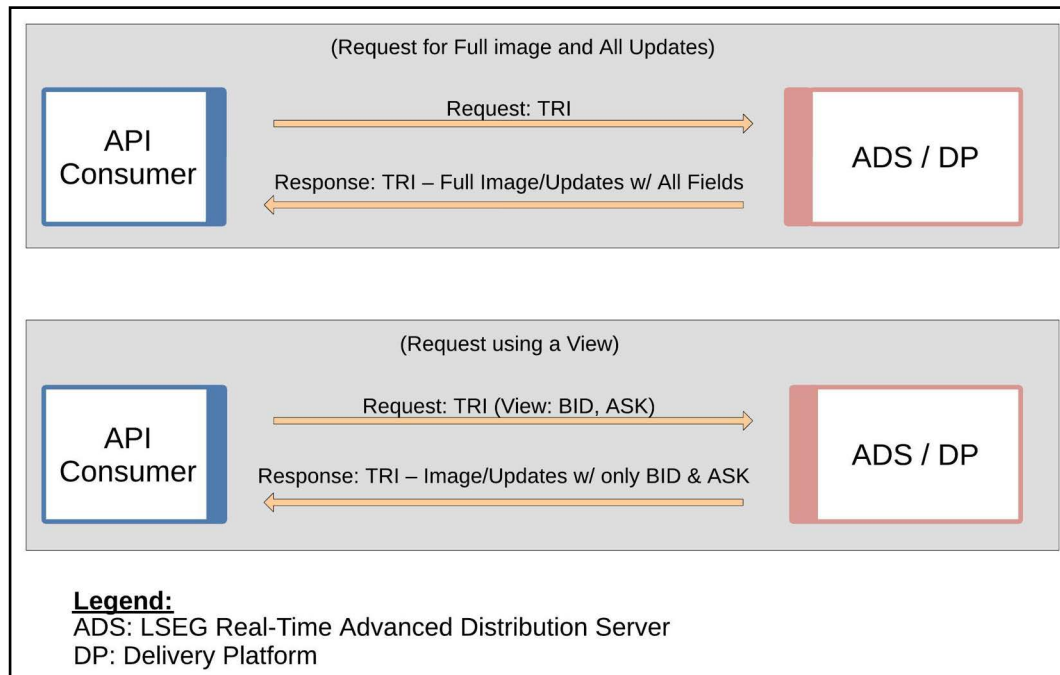 (Request for Full image and All Updates)
API
Consumer
Request: TRI
Response: TRI – Full Image/Updates w/ All Fields
ADS / DP
(Request using a View)
API
Consumer
Request: TRI (View: BID, ASK)
Response: TRI – Image/Updates w/ only BID & ASK
ADS / DP
Legend:
ADS: LSEG Real-Time Advanced Distribution Server
DP: Delivery Platform